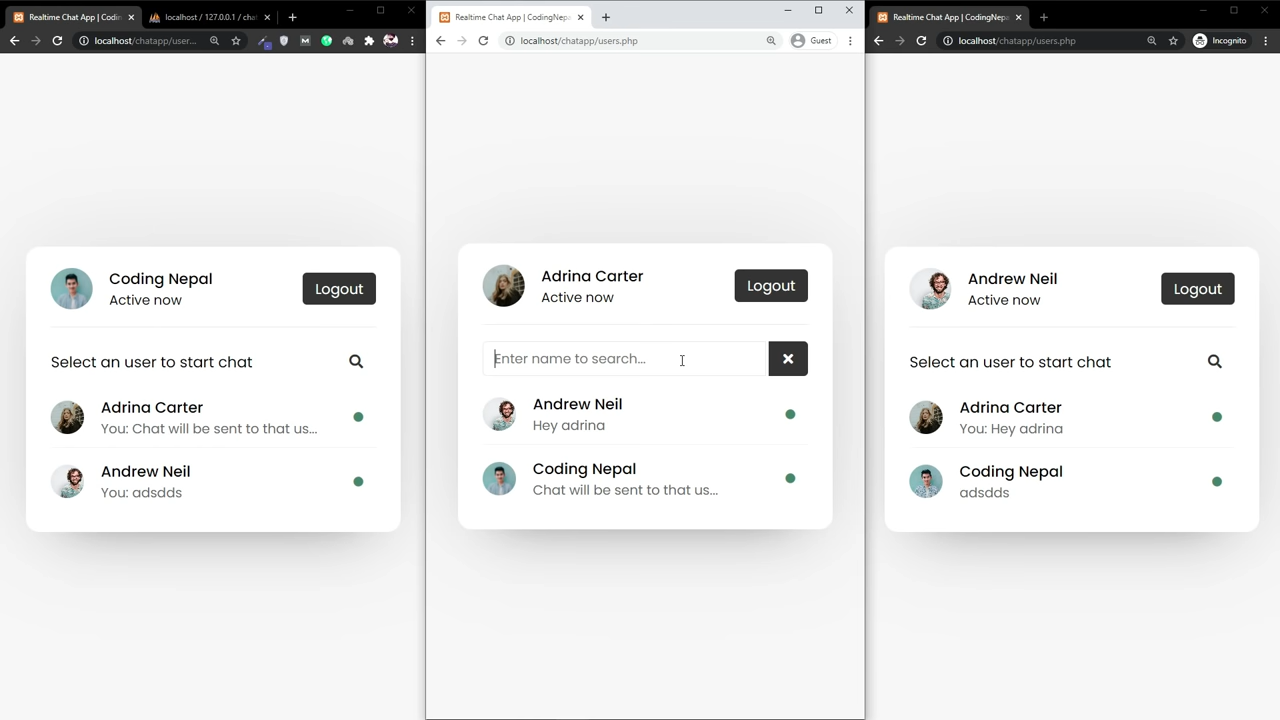 Realtime Chat App | Codin
localhost / 127.0.0.1 / chat
localhost/chatapp/user...
Coding Nepal
Active now
Logout
Select an user to start chat
Adrina Carter
You: Chat will be sent to that us...
Andrew Neil
You: adsdds
Realtime Chat App | CodingNepa
localhost/chatapp/users.php
Guest
Adrina Carter
Active now
Logout
Enter name to search...
Andrew Neil
Hey adrina
Coding Nepal
Chat will be sent to that us...
Realtime Chat App | CodingNepa
localhost/chatapp/users.php
Incognito
Andrew Neil
Active now
Logout
Select an user to start chat
Adrina Carter
You: Hey adrina
Coding Nepal
adsdds